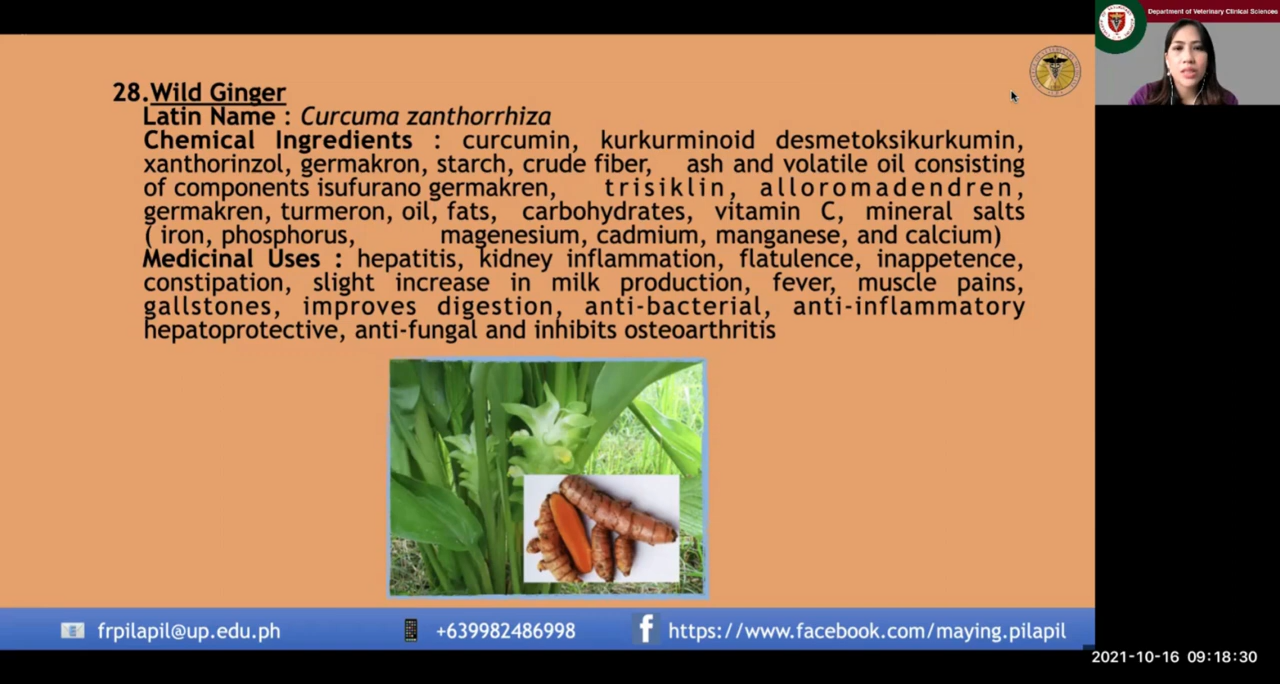 Department of Veterinary Clinical Sciences
28.Wild Ginger
Latin Name : Curcuma zanthorrhiza
Chemical Ingredients : curcumin, kurkurminoid desmetoksikurkumin,
xanthorinzol, germakron, starch, crude fiber, ash and volatile oil consisting
of components isufurano germakren, trisiklin, alloromadendren,
germakren, turmeron, oil, fats, carbohydrates, vitamin C, mineral salts
( iron, phosphorus, magenesium, cadmium, manganese, and calcium)
Medicinal Uses : hepatitis, kidney inflammation, flatulence, inappetence,
constipation, slight increase in milk production, fever, muscle pains,
gallstones, improves digestion, anti-bacterial, anti-inflammatory
hepatoprotective, anti-fungal and inhibits osteoarthritis
frpilapil@up.edu.ph
+639982486998
f https://www.facebook.com/maying.pilapil
2021-10-16 09:18:30